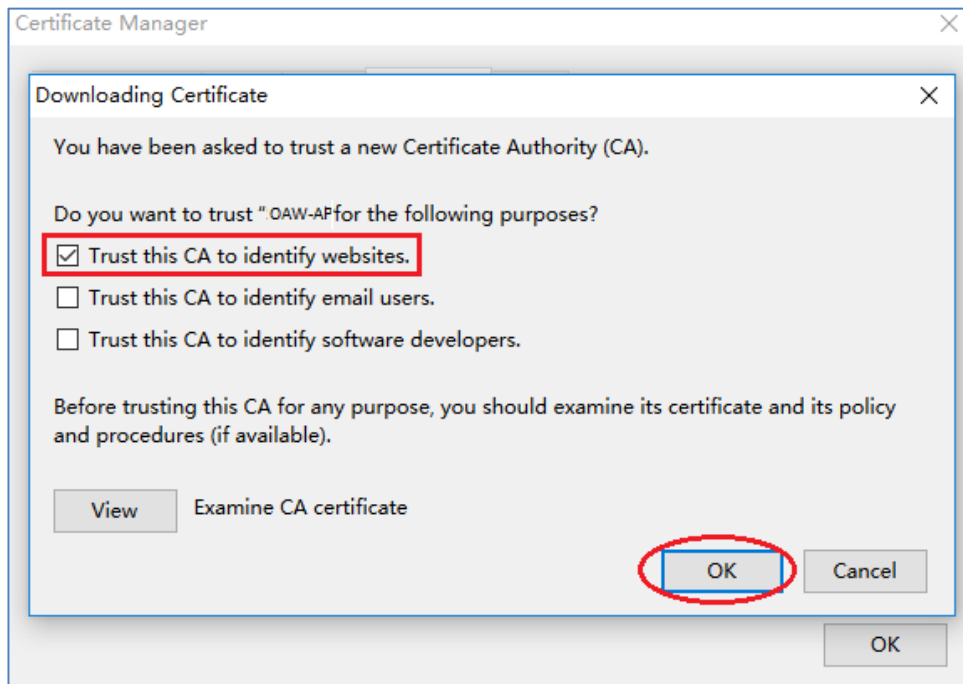 Certificate Manager
Downloading Certificate
You have been asked to trust a new Certificate Authority (CA).
Do you want to trust “.OAW-AP for the following purposes?
Trust this CA to identify websites.
Trust this CA to identify email users.
Trust this CA to identify software developers.
Before trusting this CA for any purpose, you should examine its certificate and its policy
and procedures (if available).
View Examine CA certificate
OK Cancel
OK